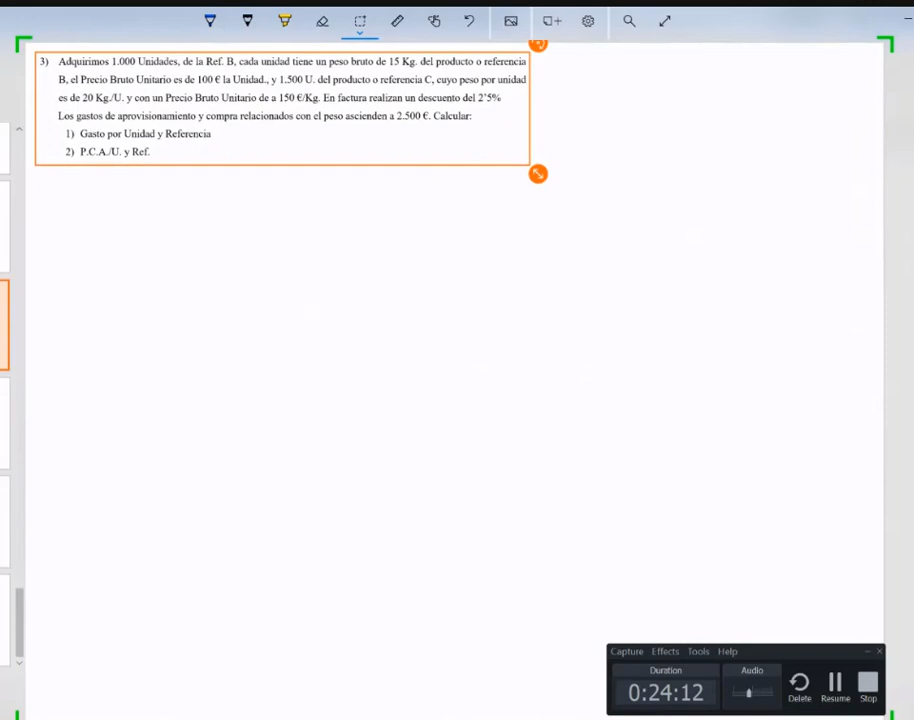 3) Adquirimos 1.000 Unidades, de la Ref. B, cada unidad tiene un peso bruto de 15 Kg. del producto o referencia
B, el Precio Bruto Unitario es de 100 € la Unidad., y 1.500 U. del producto o referencia C, cuyo peso por unidad
es de 20 Kg./U. y con un Precio Bruto Unitario de a 150 €/Kg. En factura realizan un descuento del 2'5%
Los gastos de aprovisionamiento y compra relacionados con el peso ascienden a 2.500 €. Calcular:
1) Gasto por Unidad y Referencia
2) P.C.A./U. y Ref.
Capture Effects Tools Help
Duration Audio
0:24:12
Delete Resume Stop